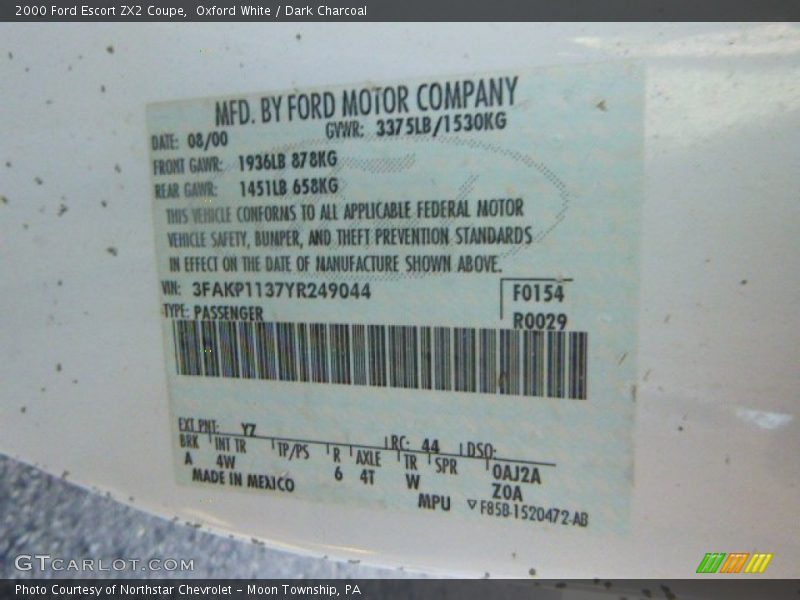 2000 Ford Escort ZX2 Coupe,  Oxford White / Dark Charcoal
MFD. BY FORD MOTOR COMPANY
DATE: 08/00 GVWR: 3375LB/1530KG
FRONT GAWR: 1936LB 878KG
REAR GAWR: 1451LB 658KG
THIS VEHICLE CONFORMS TO ALL APPLICABLE FEDERAL MOTOR
VEHICLE SAFETY, BUMPER, AND THEFT PREVENTION STANDARDS
IN EFFECT ON THE DATE OF MANUFACTURE SHOWN ABOVE.
VIN: 3FAKP1137YR249044 F0154
TYPE: PASSENGER R0029
EXT PNT: YZ RC: 44 DSO:
BRK INT TR TP/PS R AXLE TR SPR 0AJ2A
A 4W 6 4T W Z0A
MADE IN MEXICO MPU ▽F85B-1520472-AB
GTCARLOT.COM
Photo Courtesy of Northstar Chevrolet – Moon Township, PA